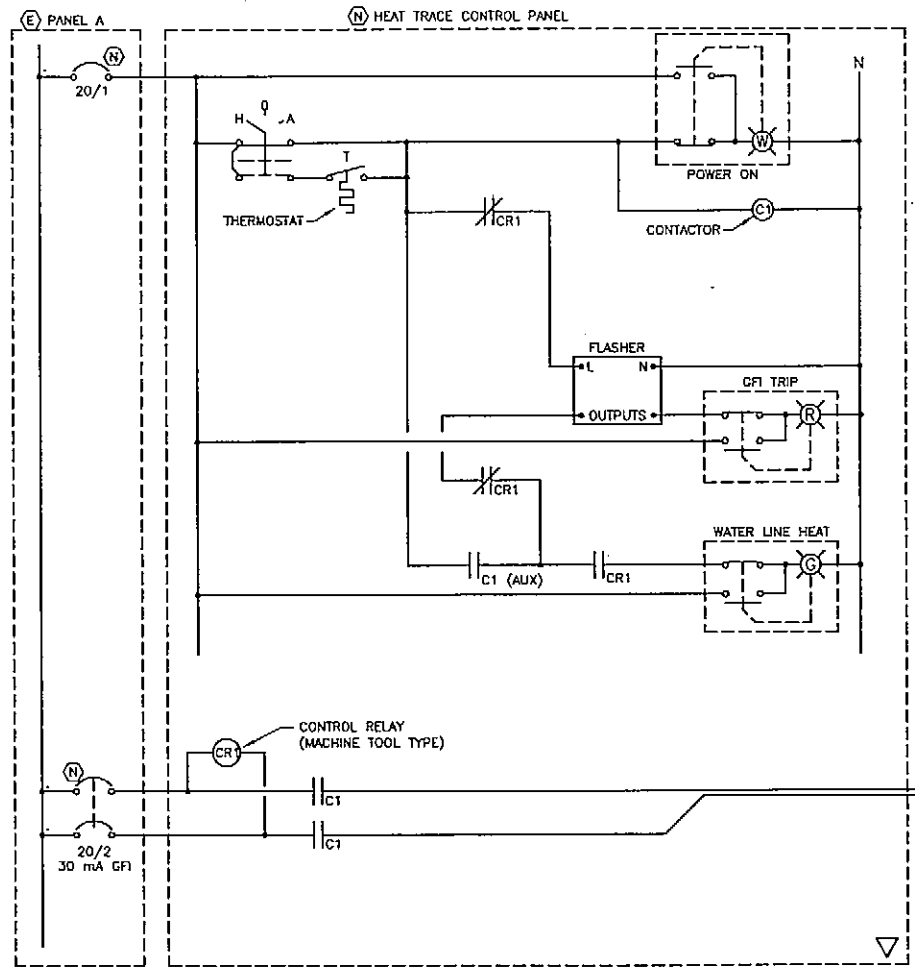 E PANEL A
N HEAT TRACE CONTROL PANEL
N
20/1
N
W
POWER ON
H A
T
THERMOSTAT
CR1
C1
CONTACTOR
FLASHER
L N
OUTPUTS
GFI TRIP
R
CR1
WATER LINE HEAT
C1 (AUX)
CR1
G
CONTROL RELAY
(MACHINE TOOL TYPE)
CR1
N
C1
20/2
30 mA GFI
C1